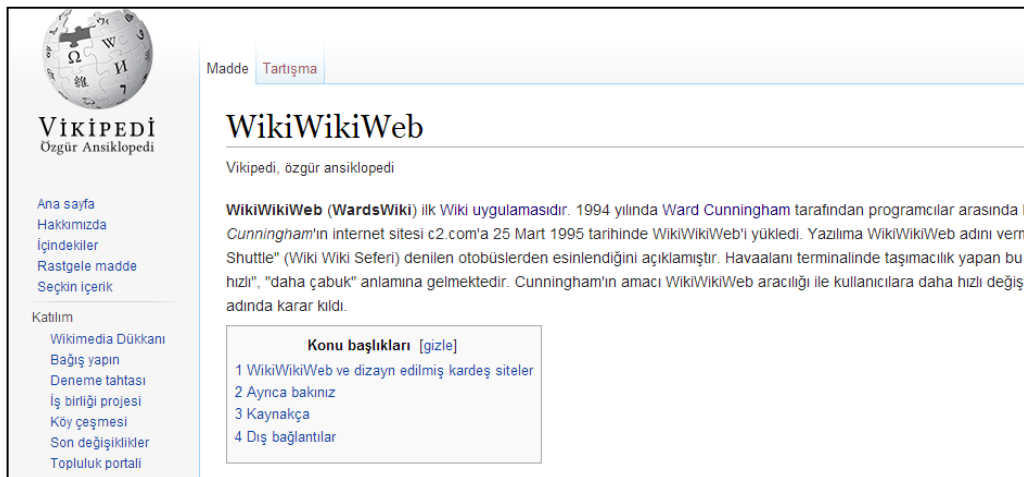 VİKİPEDİ
Özgür Ansiklopedi
Ana sayfa
Hakkımızda
İçindekiler
Rastgele madde
Seçkin içerik
Katılım
Wikimedia Dükkanı
Bağış yapın
Deneme tahtası
İş birliği projesi
Köy çeşmesi
Son değişiklikler
Topluluk portali
Madde Tartışma
WikiWikiWeb
Vikipedi, özgür ansiklopedi
WikiWikiWeb (WardsWiki) ilk Wiki uygulamasıdır. 1994 yılında Ward Cunningham tarafından programcılar arasında
Cunningham'ın internet sitesi c2.com'a 25 Mart 1995 tarihinde WikiWikiWeb'i yükledi. Yazılıma WikiWikiWeb adını
Shuttle" (Wiki Wiki Seferi) denilen otobüslerden esinlendiğini açıklamıştır. Havaalanı terminalinde taşımacılık yapan bu
hızlı", "daha çabuk" anlamına gelmektedir. Cunningham'ın amacı WikiWikiWeb aracılığı ile kullanıcılara daha hızlı
adında karar kıldı.
Konu başlıkları [gizle]
1 WikiWikiWeb ve dizayn edilmiş kardeş siteler
2 Ayrıca bakınız
3 Kaynakça
4 Dış bağlantılar